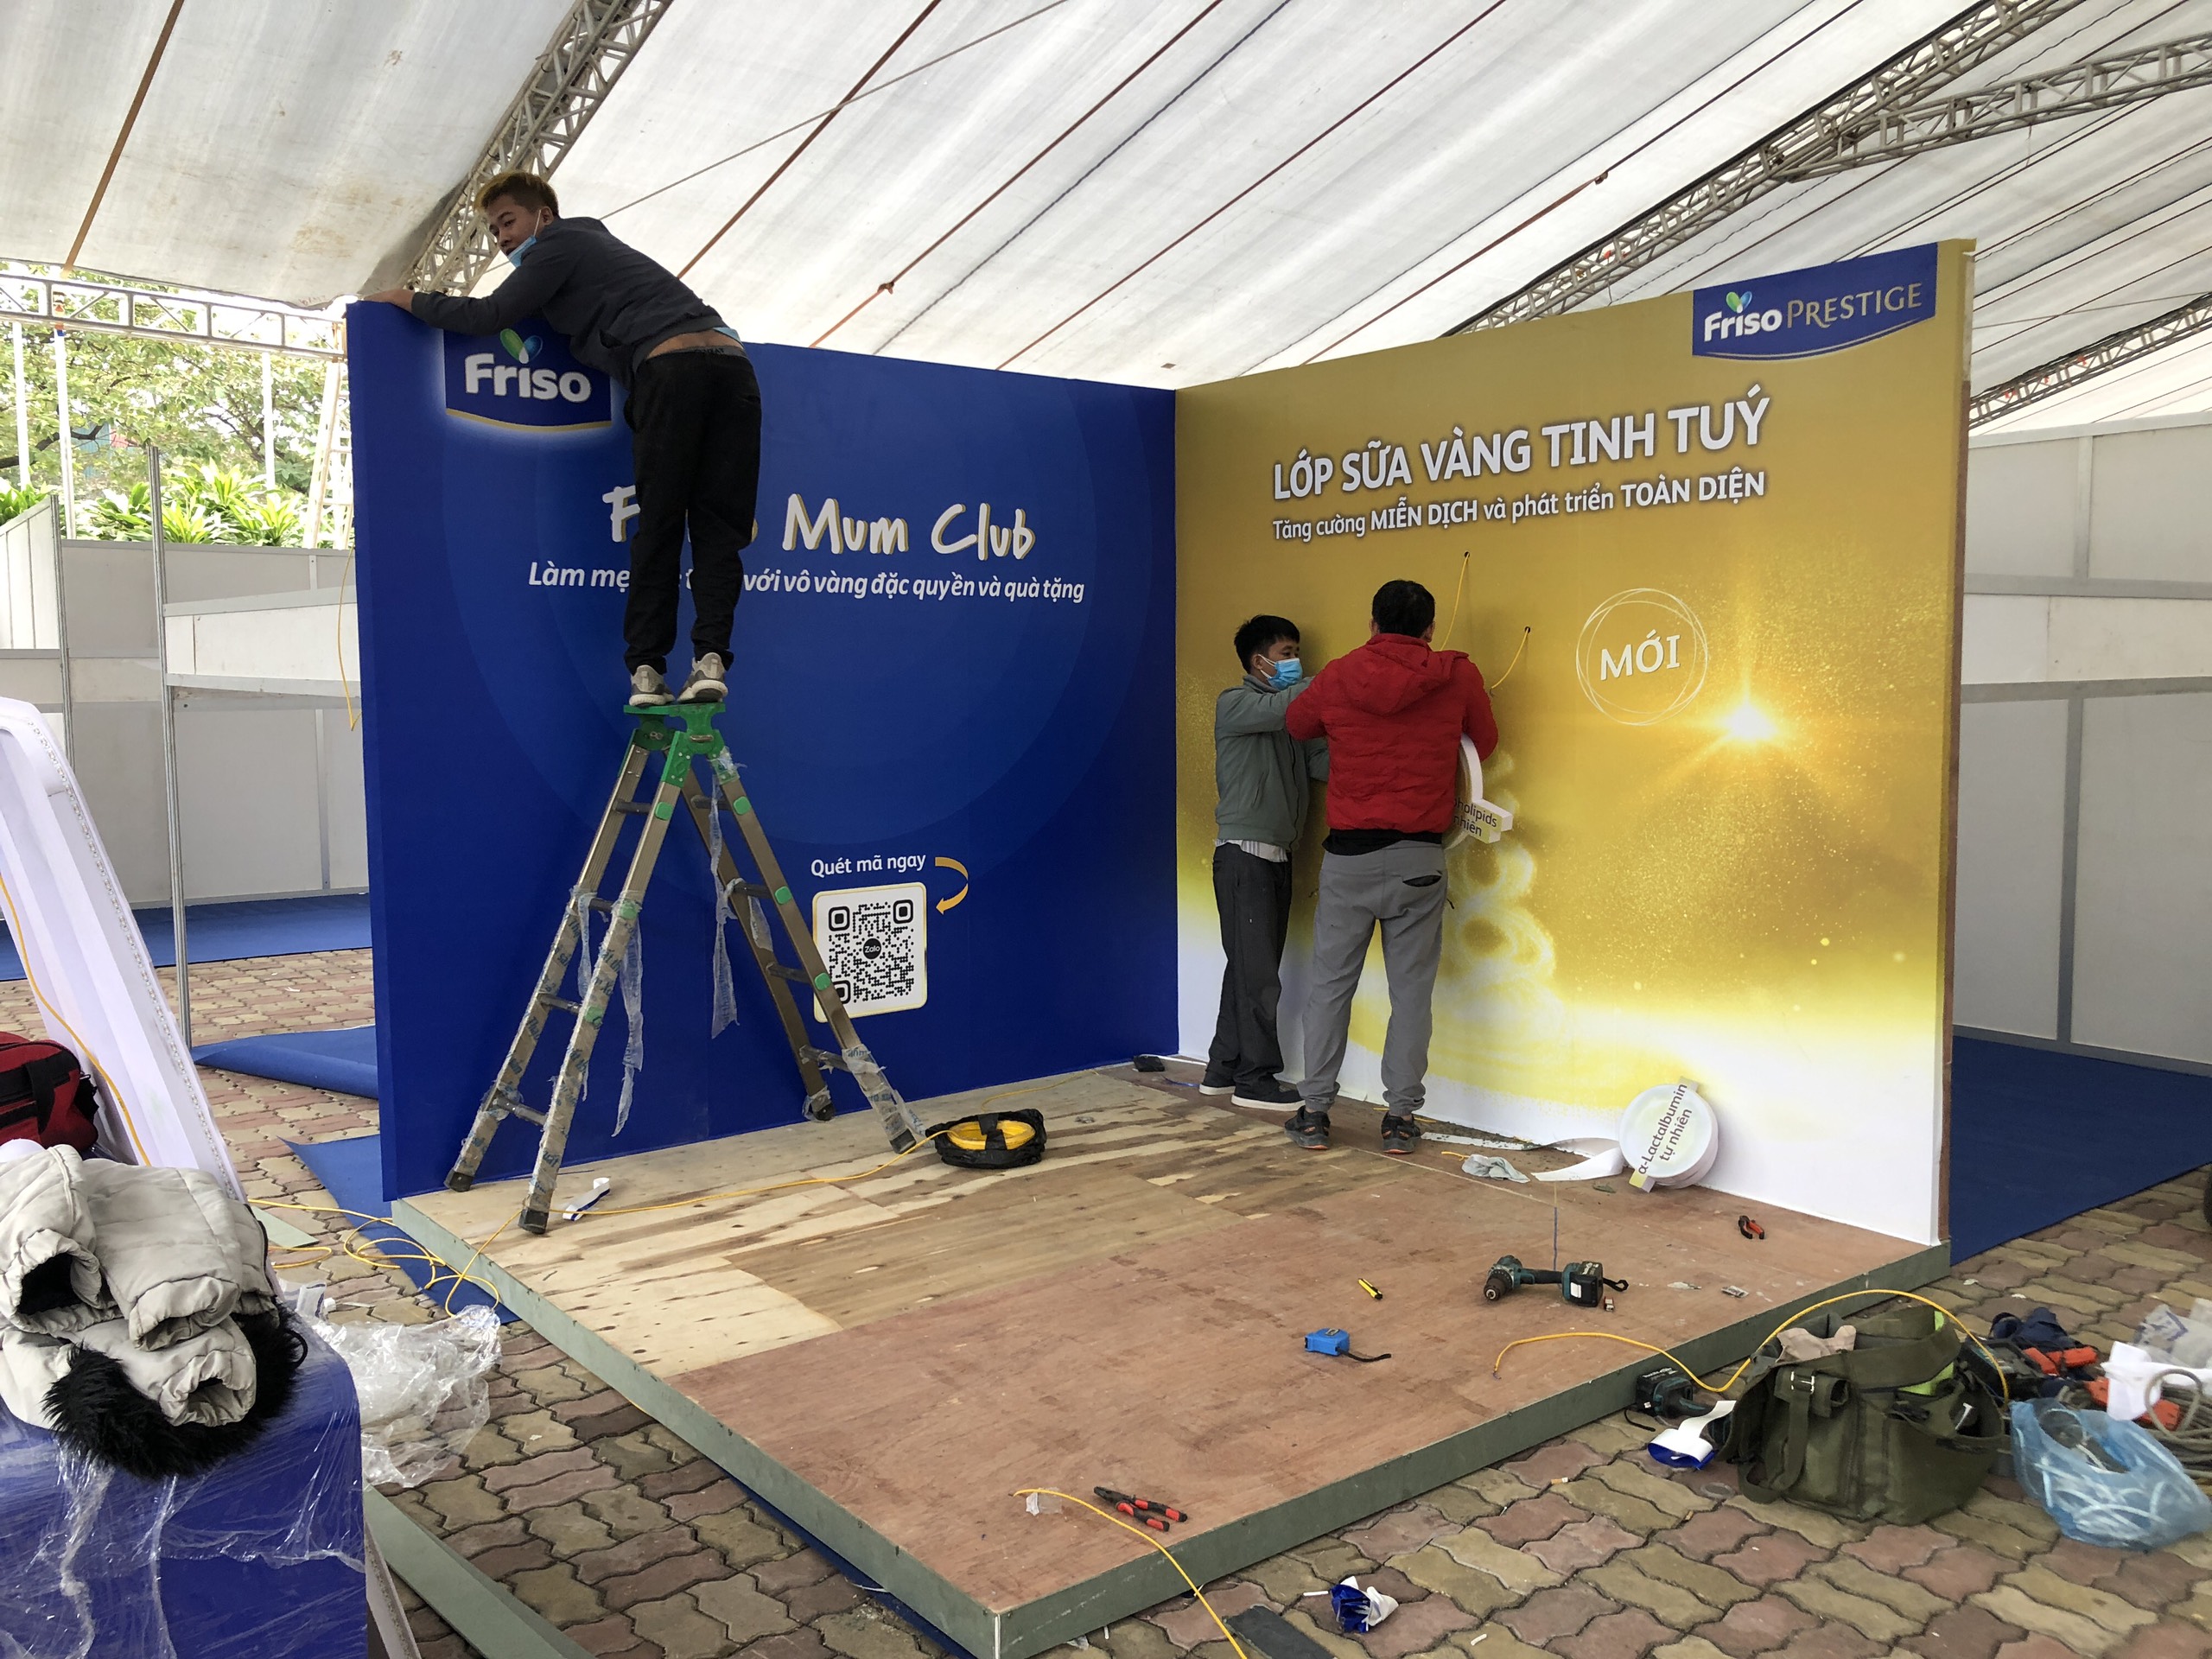 Friso
Mum Club
Làm mẹ với vô vàng đặc quyền và quà tặng
Quét mã ngay
Zalo
Friso PRESTIGE
LỚP SỮA VÀNG TINH TUÝ
Tăng cường MIỄN DỊCH và phát triển TOÀN DIỆN
MỚI
nhiên
α-Lactalbumin
tự nhiên